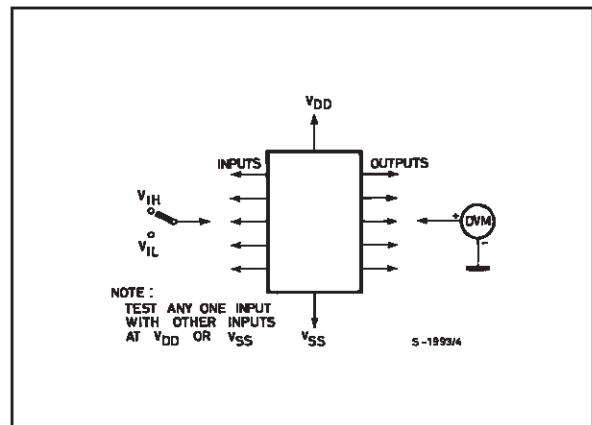 VDD
INPUTS
OUTPUTS
VIH
+
DVM
-
VIL
NOTE :
TEST ANY ONE INPUT
WITH OTHER INPUTS
AT VDD OR VSS
VSS
S-1993/4